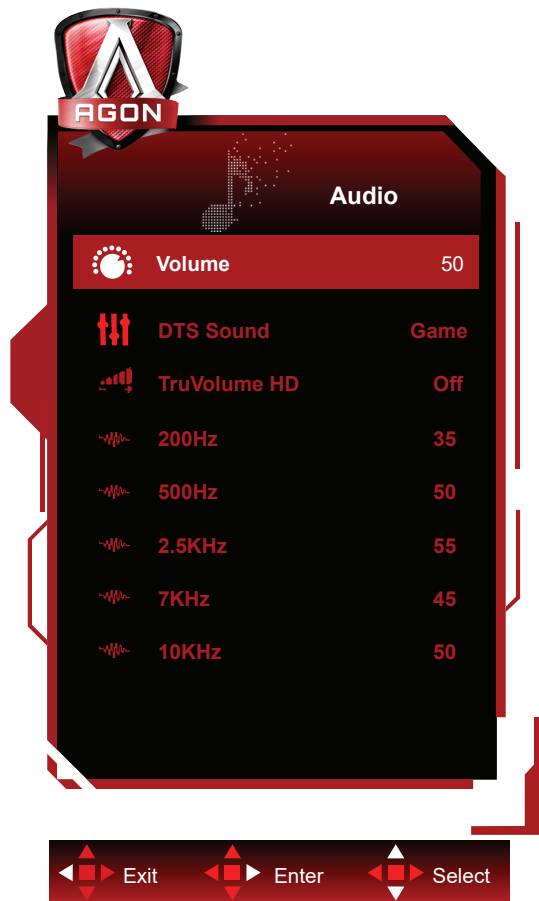 AGON
Audio
Volume 50
DTS Sound Game
TruVolume HD Off
200Hz 35
500Hz 50
2.5KHz 55
7KHz 45
10KHz 50
Exit Enter Select